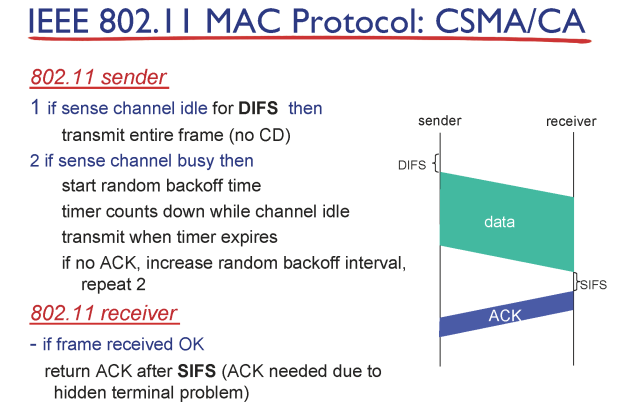 IEEE 802.11 MAC Protocol: CSMA/CA
802.11 sender
1 if sense channel idle for DIFS then
transmit entire frame (no CD)
2 if sense channel busy then
start random backoff time
timer counts down while channel idle
transmit when timer expires
if no ACK, increase random backoff interval,
repeat 2
802.11 receiver
- if frame received OK
return ACK after SIFS (ACK needed due to
hidden terminal problem)
sender
receiver
DIFS
data
SIFS
ACK